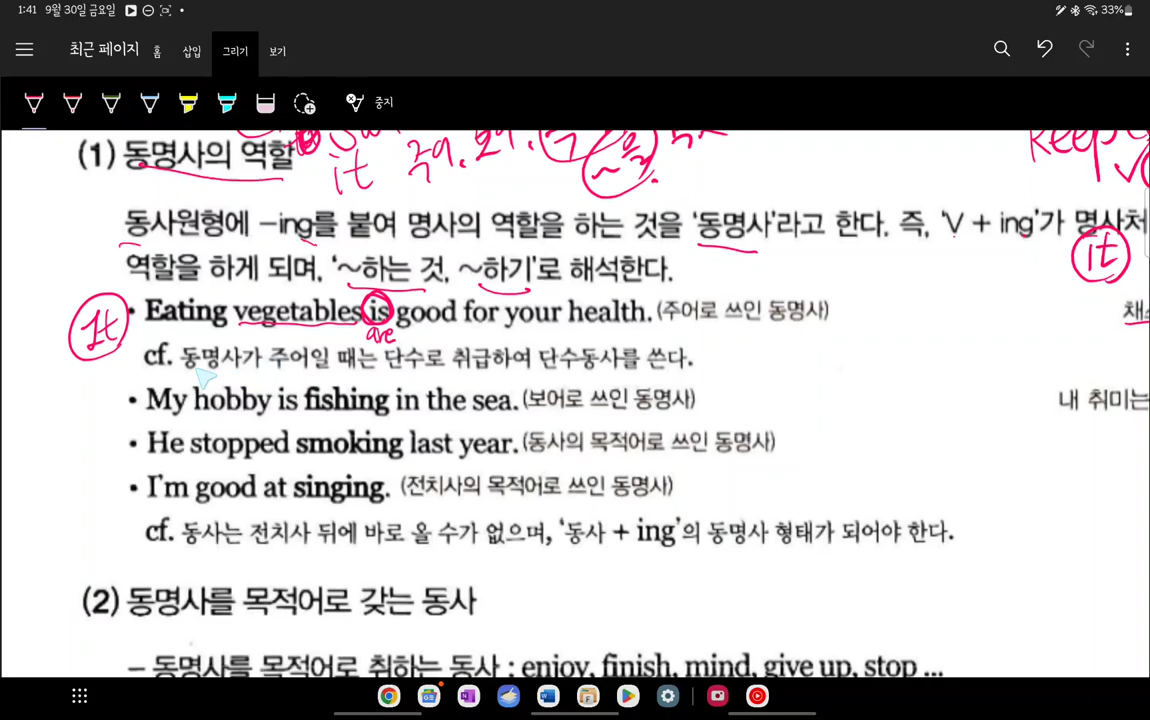 1:41 9월 30일 금요일 33%
최근 페이지 홈 삽입 그리기 보기
중지
it 주어. 보어. ~을
keep
(1) 동명사의 역할
동사원형에 –ing를 붙여 명사의 역할을 하는 것을 '동명사'라고 한다. 즉, 'V + ing'가 명사처
역할을 하게 되며, '~하는 것, ~하기'로 해석한다.
it
It
• Eating vegetables is good for your health. (주어로 쓰인 동명사) 채소
are
cf. 동명사가 주어일 때는 단수로 취급하여 단수동사를 쓴다.
• My hobby is fishing in the sea. (보어로 쓰인 동명사) 내 취미는
• He stopped smoking last year. (동사의 목적어로 쓰인 동명사)
• I'm good at singing. (전치사의 목적어로 쓰인 동명사)
cf. 동사는 전치사 뒤에 바로 올 수가 없으며, '동사 + ing'의 동명사 형태가 되어야 한다.
(2) 동명사를 목적어로 갖는 동사
– 동명사를 목적어로 취하는 동사 : enjoy, finish, mind, give up, stop ...